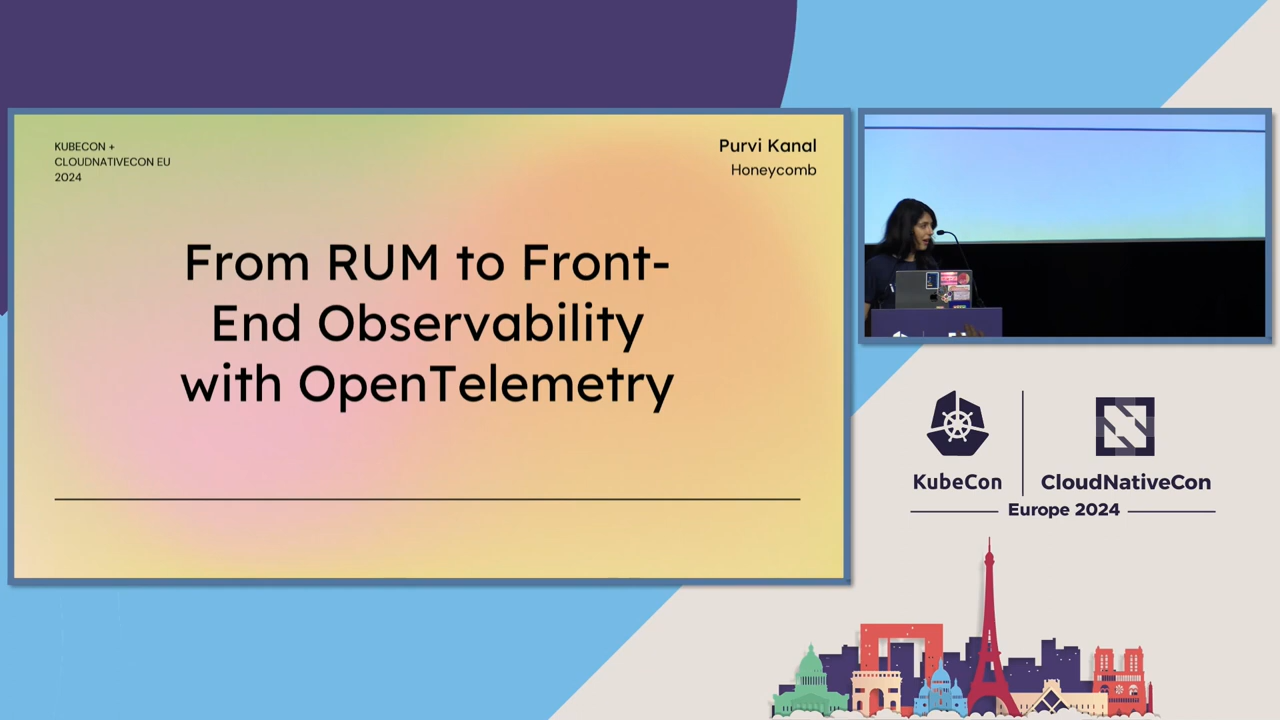 KUBECON +
CLOUDNATIVECON EU
2024
Purvi Kanal
Honeycomb
From RUM to Front-
End Observability
with OpenTelemetry
KubeCon
CloudNativeCon
Europe 2024